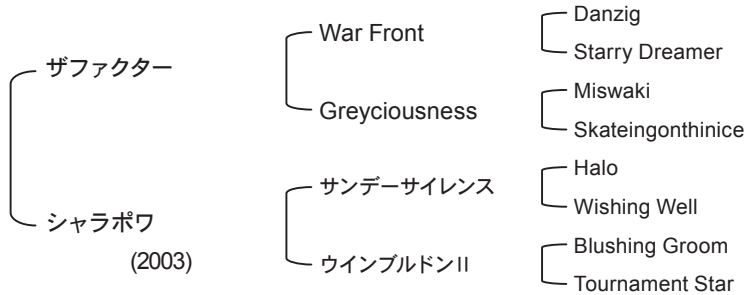 ザファクター
シャラポワ
(2003)
War Front
Greyciousness
サンデーサイレンス
ウインブルドンII
Danzig
Starry Dreamer
Miswaki
Skateingonthinice
Halo
Wishing Well
Blushing Groom
Tournament Star